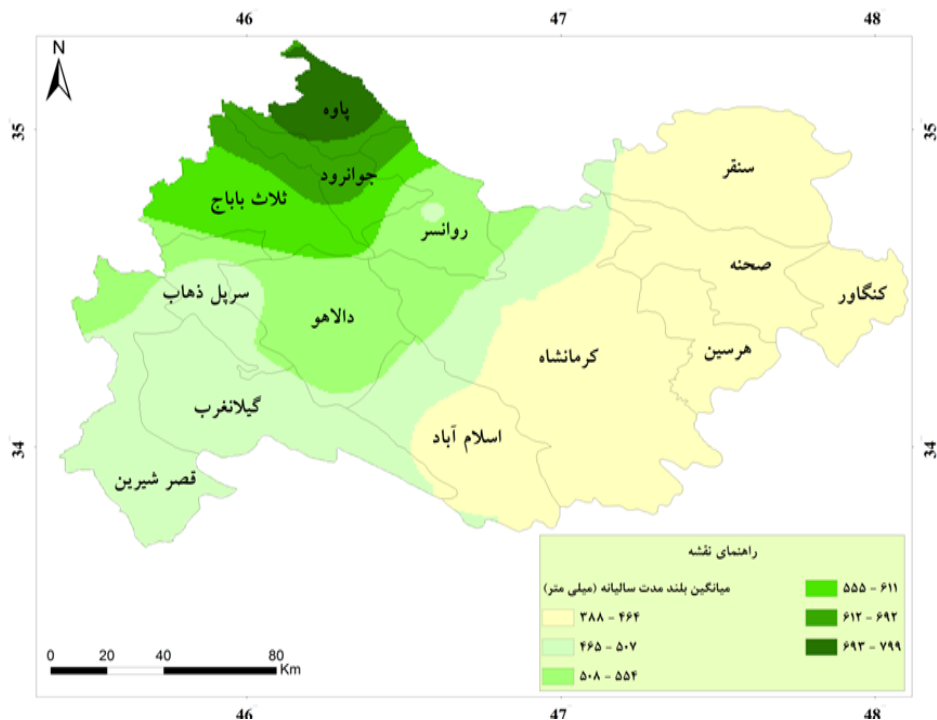 46 47 48
N
35 35
پاوه
جوانرود
سنقر
ثلاث باباج
روانسر
صحنه
سرپل ذهاب
کنگاور
دالاهو
هرسین
کرمانشاه
گیلانغرب
اسلام آباد
34 34
قصر شیرین
راهنمای نقشه
میانگین بلند مدت سالیانه (میلی متر)
۳۸۸ - ۴۶۴
۴۶۵ - ۵۰۷
۵۰۸ - ۵۵۴
۵۵۵ - ۶۱۱
۶۱۲ - ۶۹۲
۶۹۳ - ۷۹۹
0 20 40 60 80
Km
46 47 48